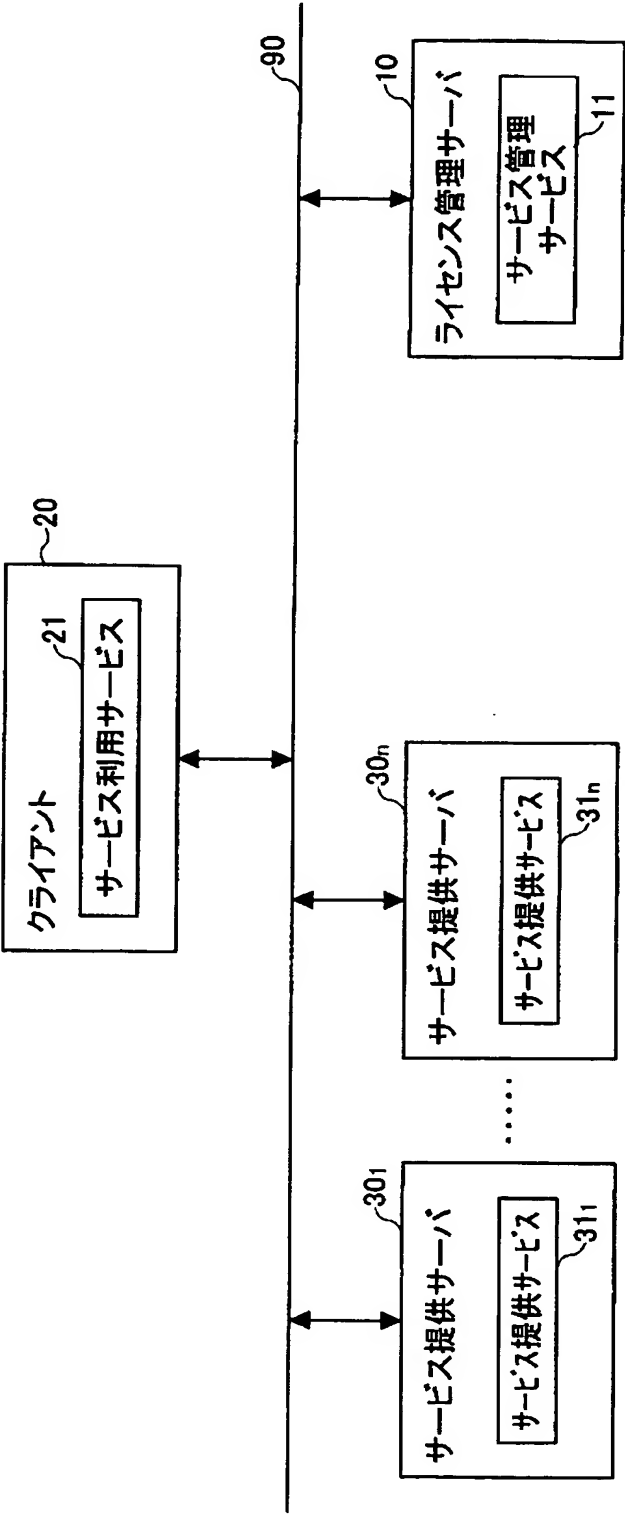 クライアント
20
21
サービス利用サービス
90
サービス提供サーバ
30₁
サービス提供サービス
31₁
.....
サービス提供サーバ
30n
サービス提供サービス
31n
ライセンス管理サーバ
10
サービス管理
サービス
11